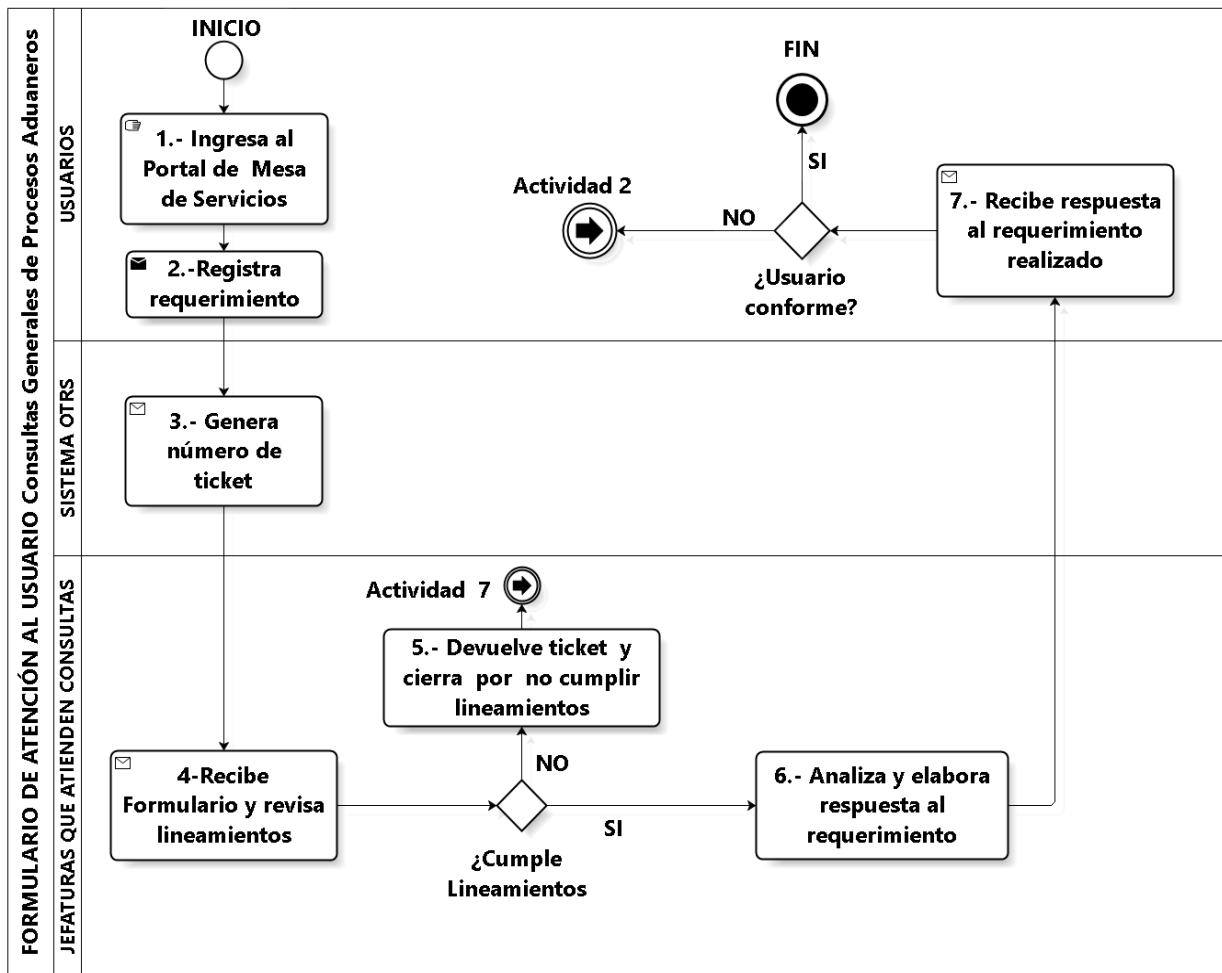 FORMULARIO DE ATENCIÓN AL USUARIO Consultas Generales de Procesos Aduaneros
USUARIOS
INICIO
1.- Ingresa al
Portal de Mesa
de Servicios
2.-Registra
requerimiento
FIN
SI
Actividad 2
NO
¿Usuario
conforme?
7.- Recibe respuesta
al requerimiento
realizado
SISTEMA OTRS
3.- Genera
número de
ticket
JEFATURAS QUE ATIENDEN CONSULTAS
Actividad 7
5.- Devuelve ticket y
cierra por no cumplir
lineamientos
NO
4-Recibe
Formulario y revisa
lineamientos
SI
¿Cumple
Lineamientos
6.- Analiza y elabora
respuesta al
requerimiento